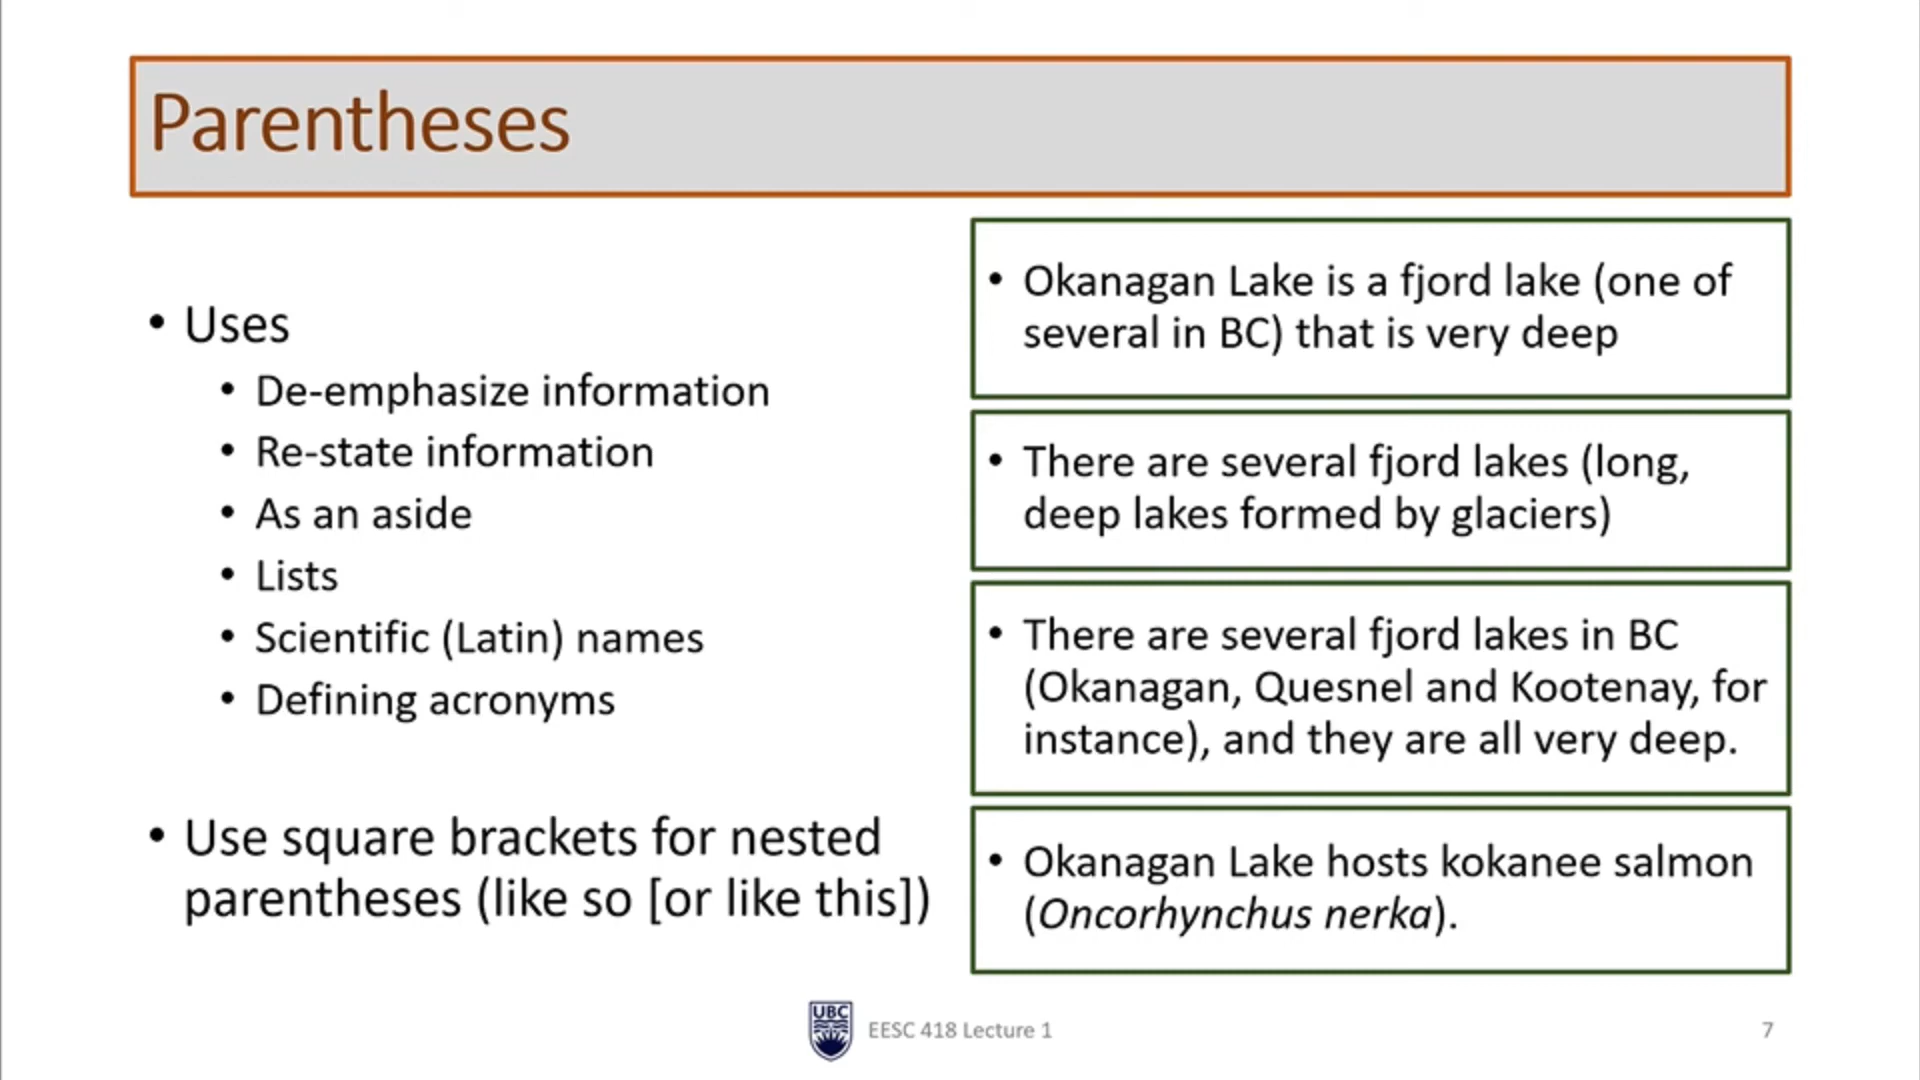 Parentheses
• Uses
• De-emphasize information
• Re-state information
• As an aside
• Lists
• Scientific (Latin) names
• Defining acronyms
• Use square brackets for nested
parentheses (like so [or like this])
• Okanagan Lake is a fjord lake (one of
several in BC) that is very deep
• There are several fjord lakes (long,
deep lakes formed by glaciers)
• There are several fjord lakes in BC
(Okanagan, Quesnel and Kootenay, for
instance), and they are all very deep.
• Okanagan Lake hosts kokanee salmon
(Oncorhynchus nerka).
UBC
EESC 418 Lecture 1
7